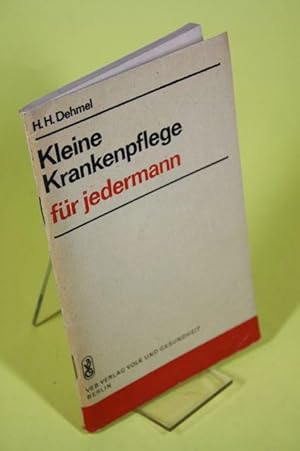 H. H. Dehmel
Kleine
Krankenpflege
für jedermann
VEB VERLAG VOLK UND GESUNDHEIT
BERLIN